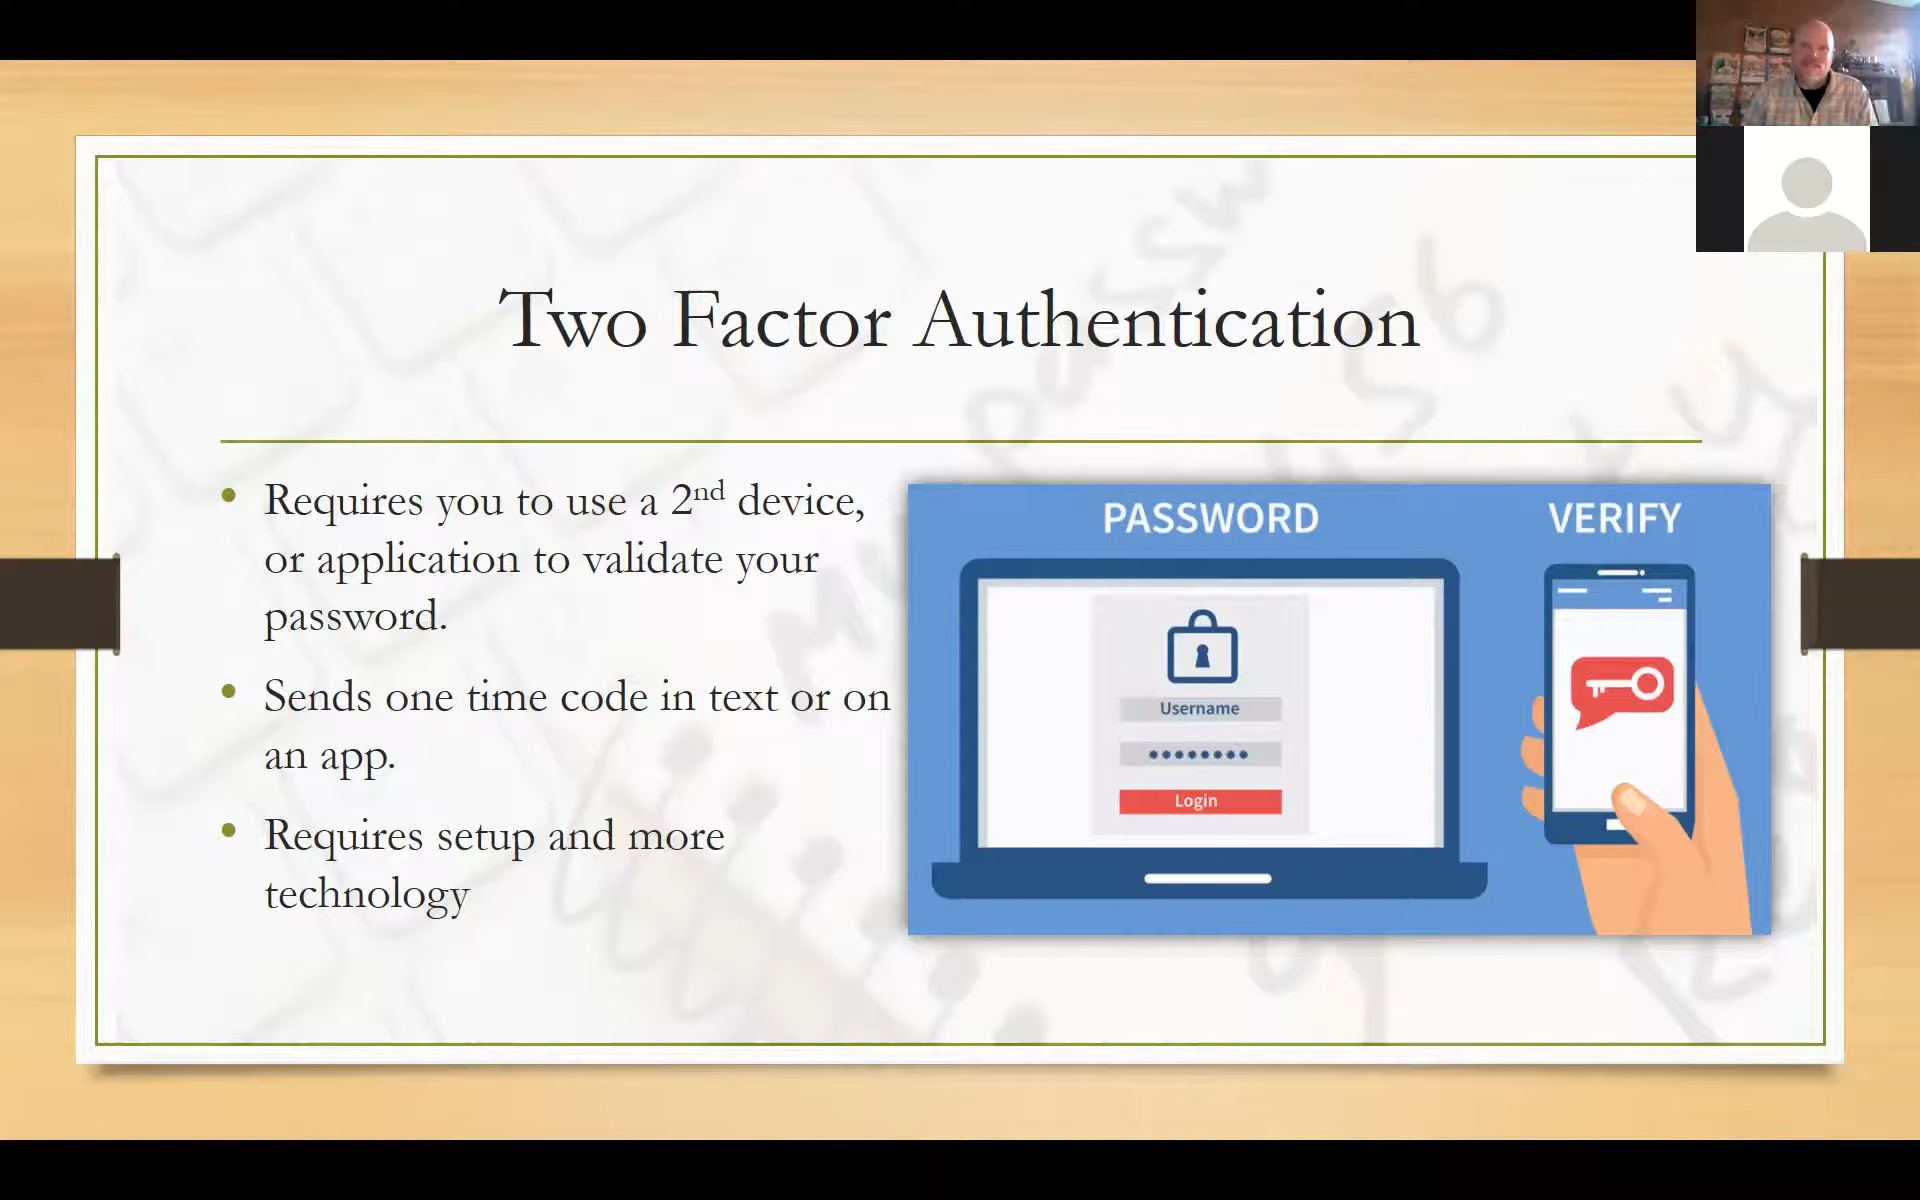 Two Factor Authentication
Requires you to use a 2nd device,
or application to validate your
password.
Sends one time code in text or on
an app.
Requires setup and more
technology
PASSWORD
VERIFY
Username
Login